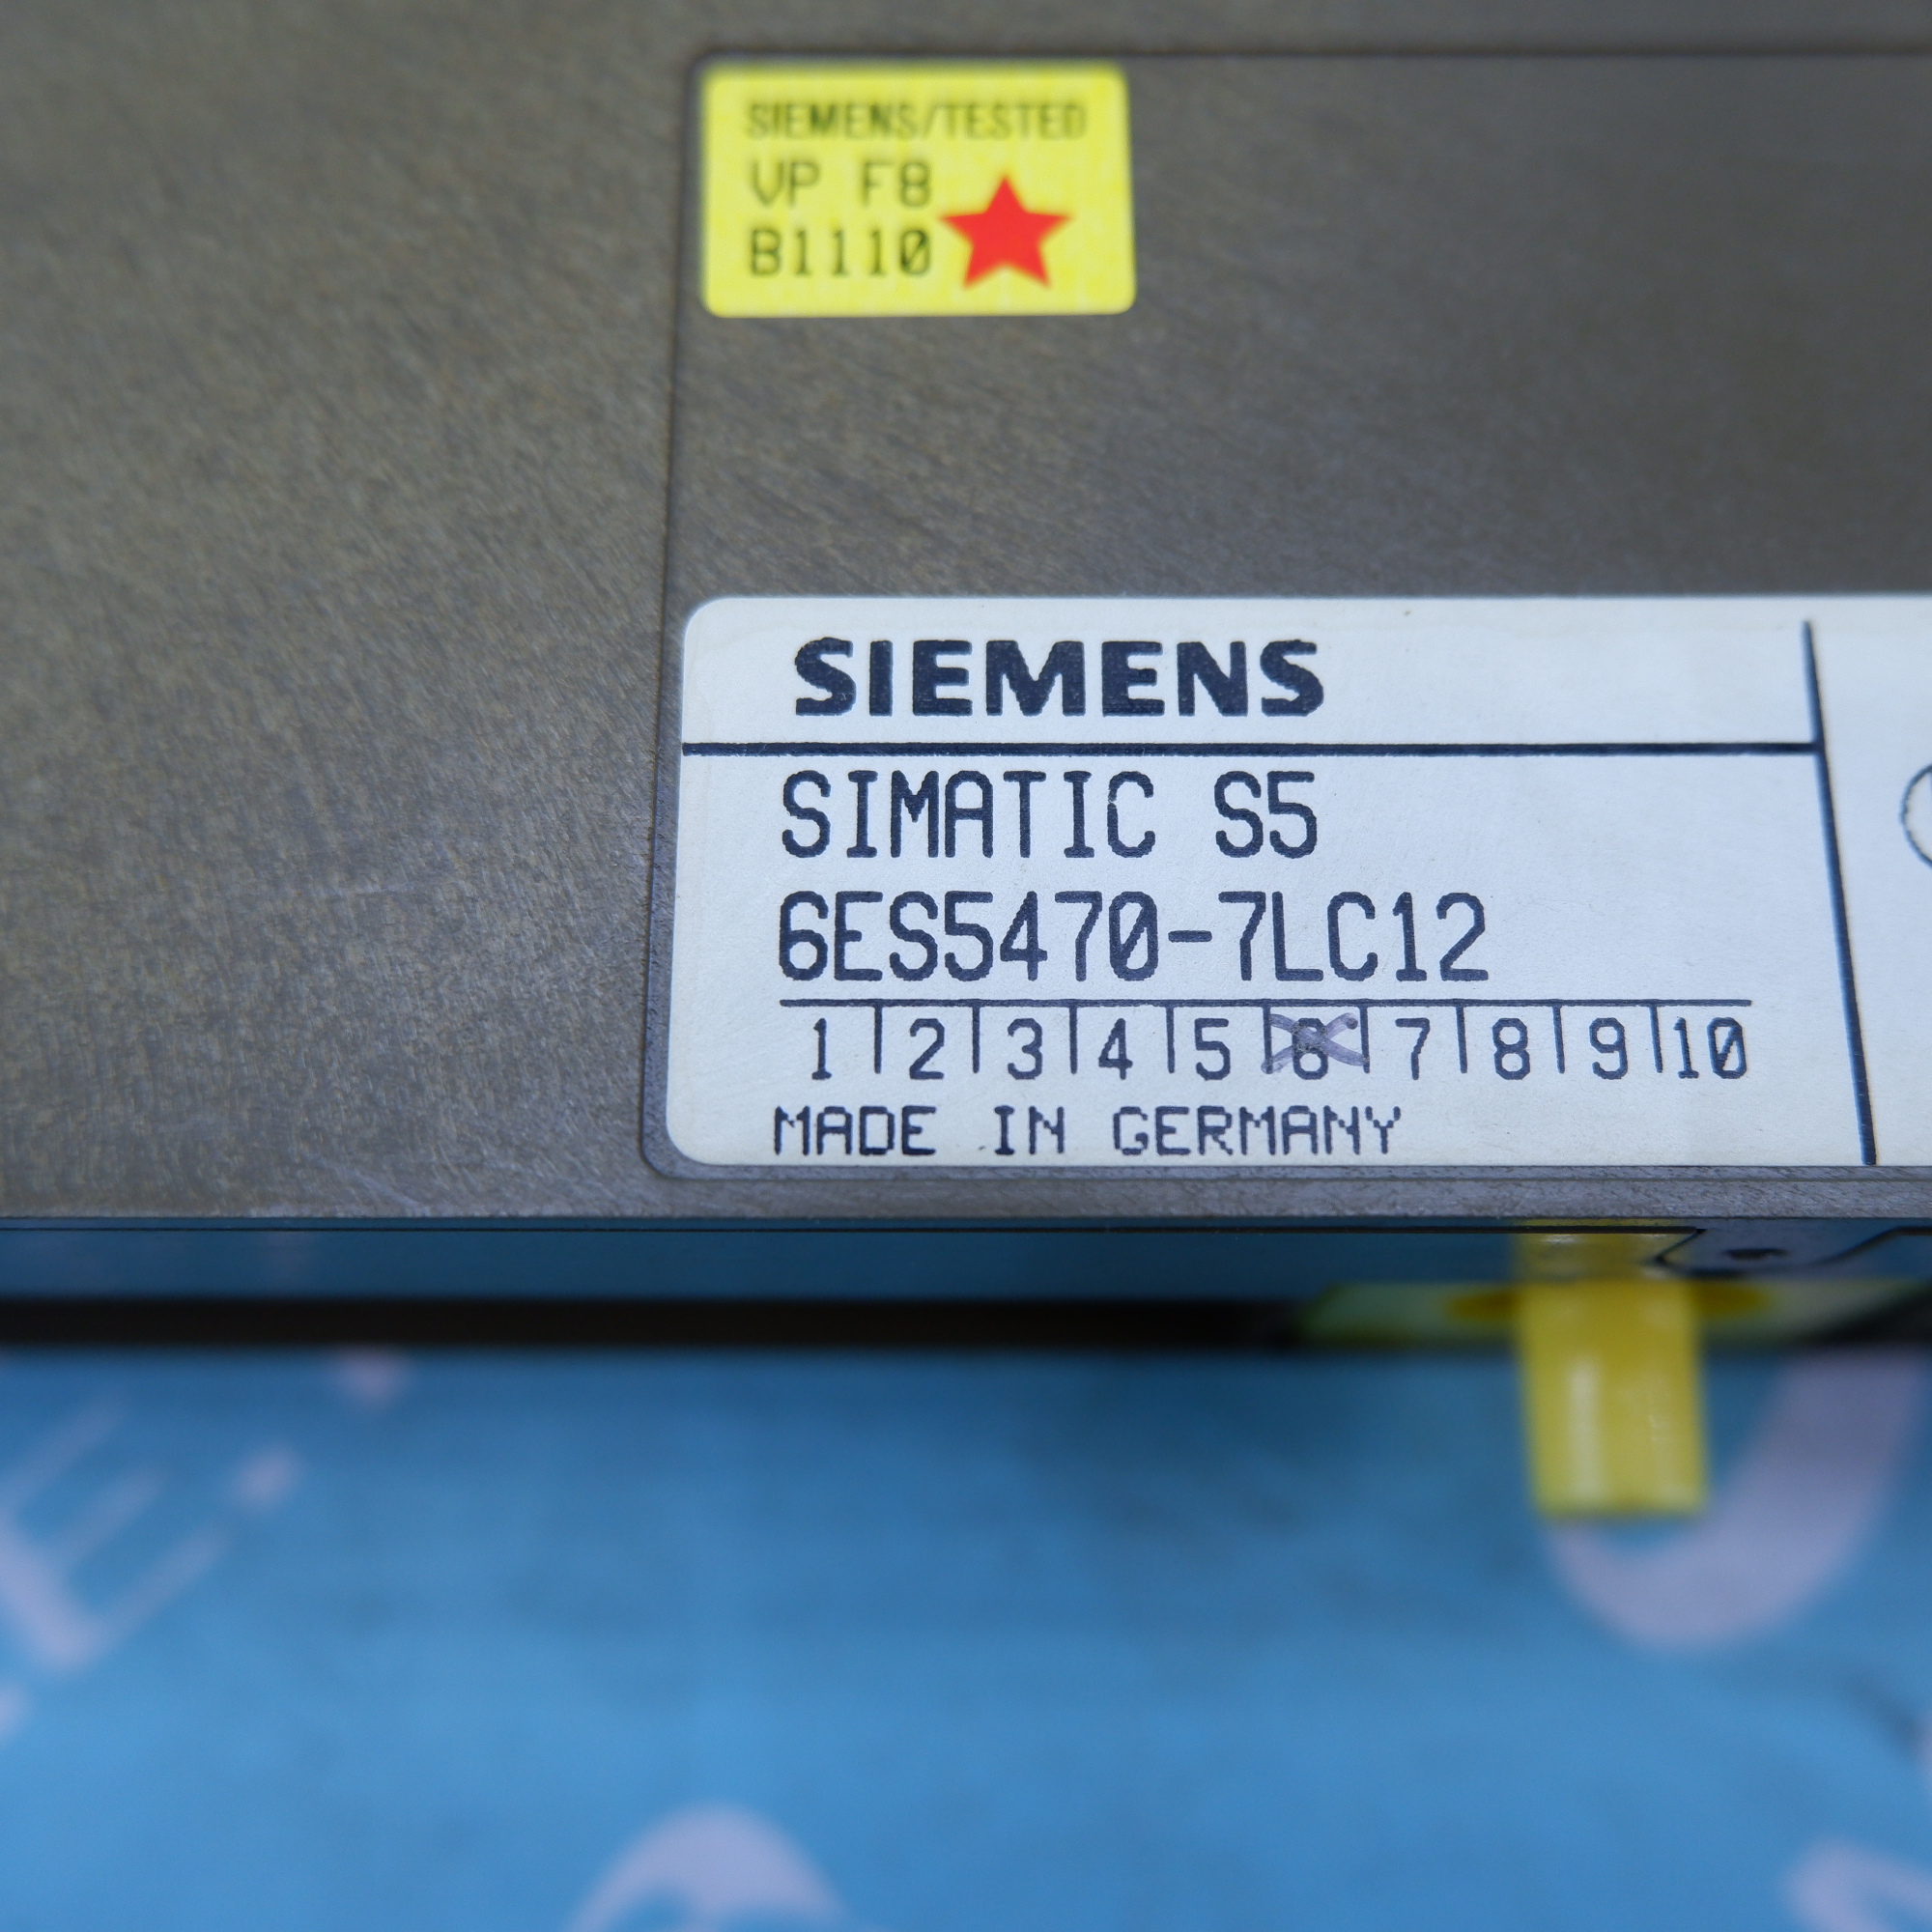 SIEMENS/TESTED
VP F8
B1110
SIEMENS
SIMATIC S5
6ES5470-7LC12
1 2 3 4 5 6 7 8 9 10
MADE IN GERMANY